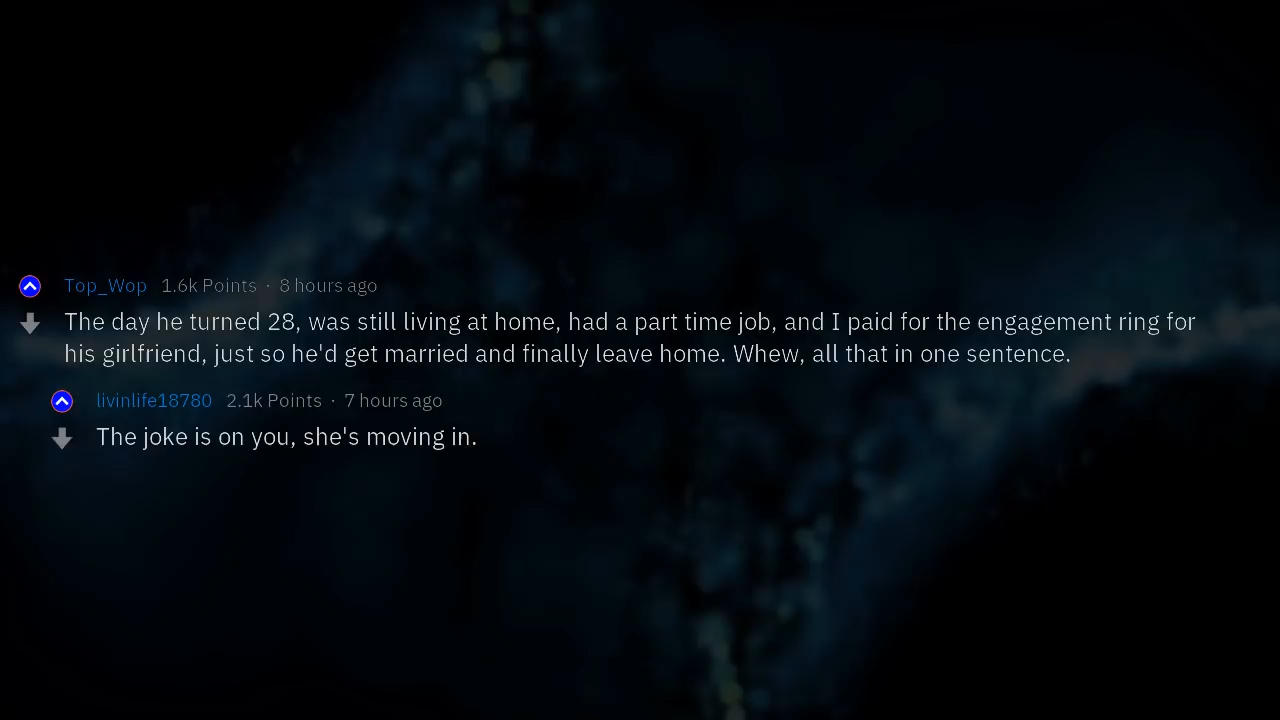 Top_Wop 1.6k Points · 8 hours ago
The day he turned 28, was still living at home, had a part time job, and I paid for the engagement ring for
his girlfriend, just so he'd get married and finally leave home. Whew, all that in one sentence.
livinlife18780 2.1k Points · 7 hours ago
The joke is on you, she's moving in.